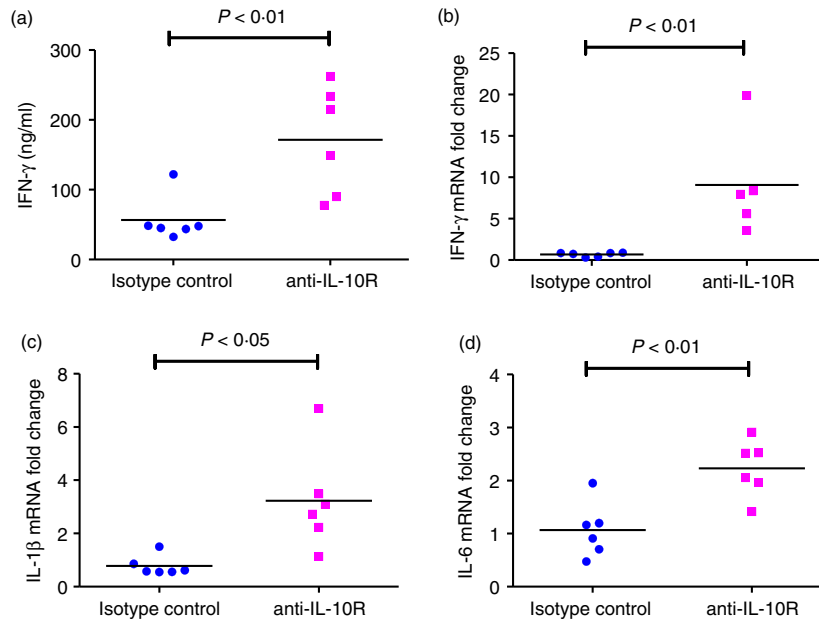 (a)
P < 0·01
IFN-γ (ng/ml)
300
200
100
0
Isotype control
anti-IL-10R
(b)
P < 0·01
IFN-γ mRNA fold change
25
20
15
10
5
0
Isotype control
anti-IL-10R
(c)
P < 0·05
IL-1β mRNA fold change
8
6
4
2
0
Isotype control
anti-IL-10R
(d)
P < 0·01
IL-6 mRNA fold change
4
3
2
1
0
Isotype control
anti-IL-10R